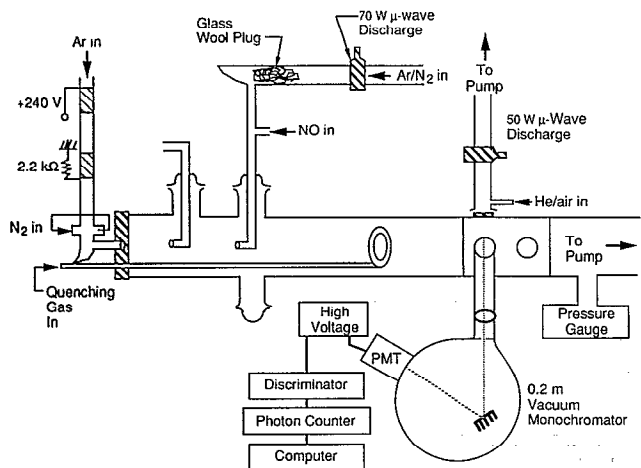 Glass
Wool Plug
70 W μ-wave
Discharge
Ar in
Ar/N₂ in
To
Pump
+240 V
NO in
50 W μ-Wave
Discharge
2.2 kΩ
He/air in
N₂ in
To
Pump
Quenching
Gas
In
High
Voltage
PMT
Pressure
Gauge
Discriminator
Photon Counter
Computer
0.2 m
Vacuum
Monochromator